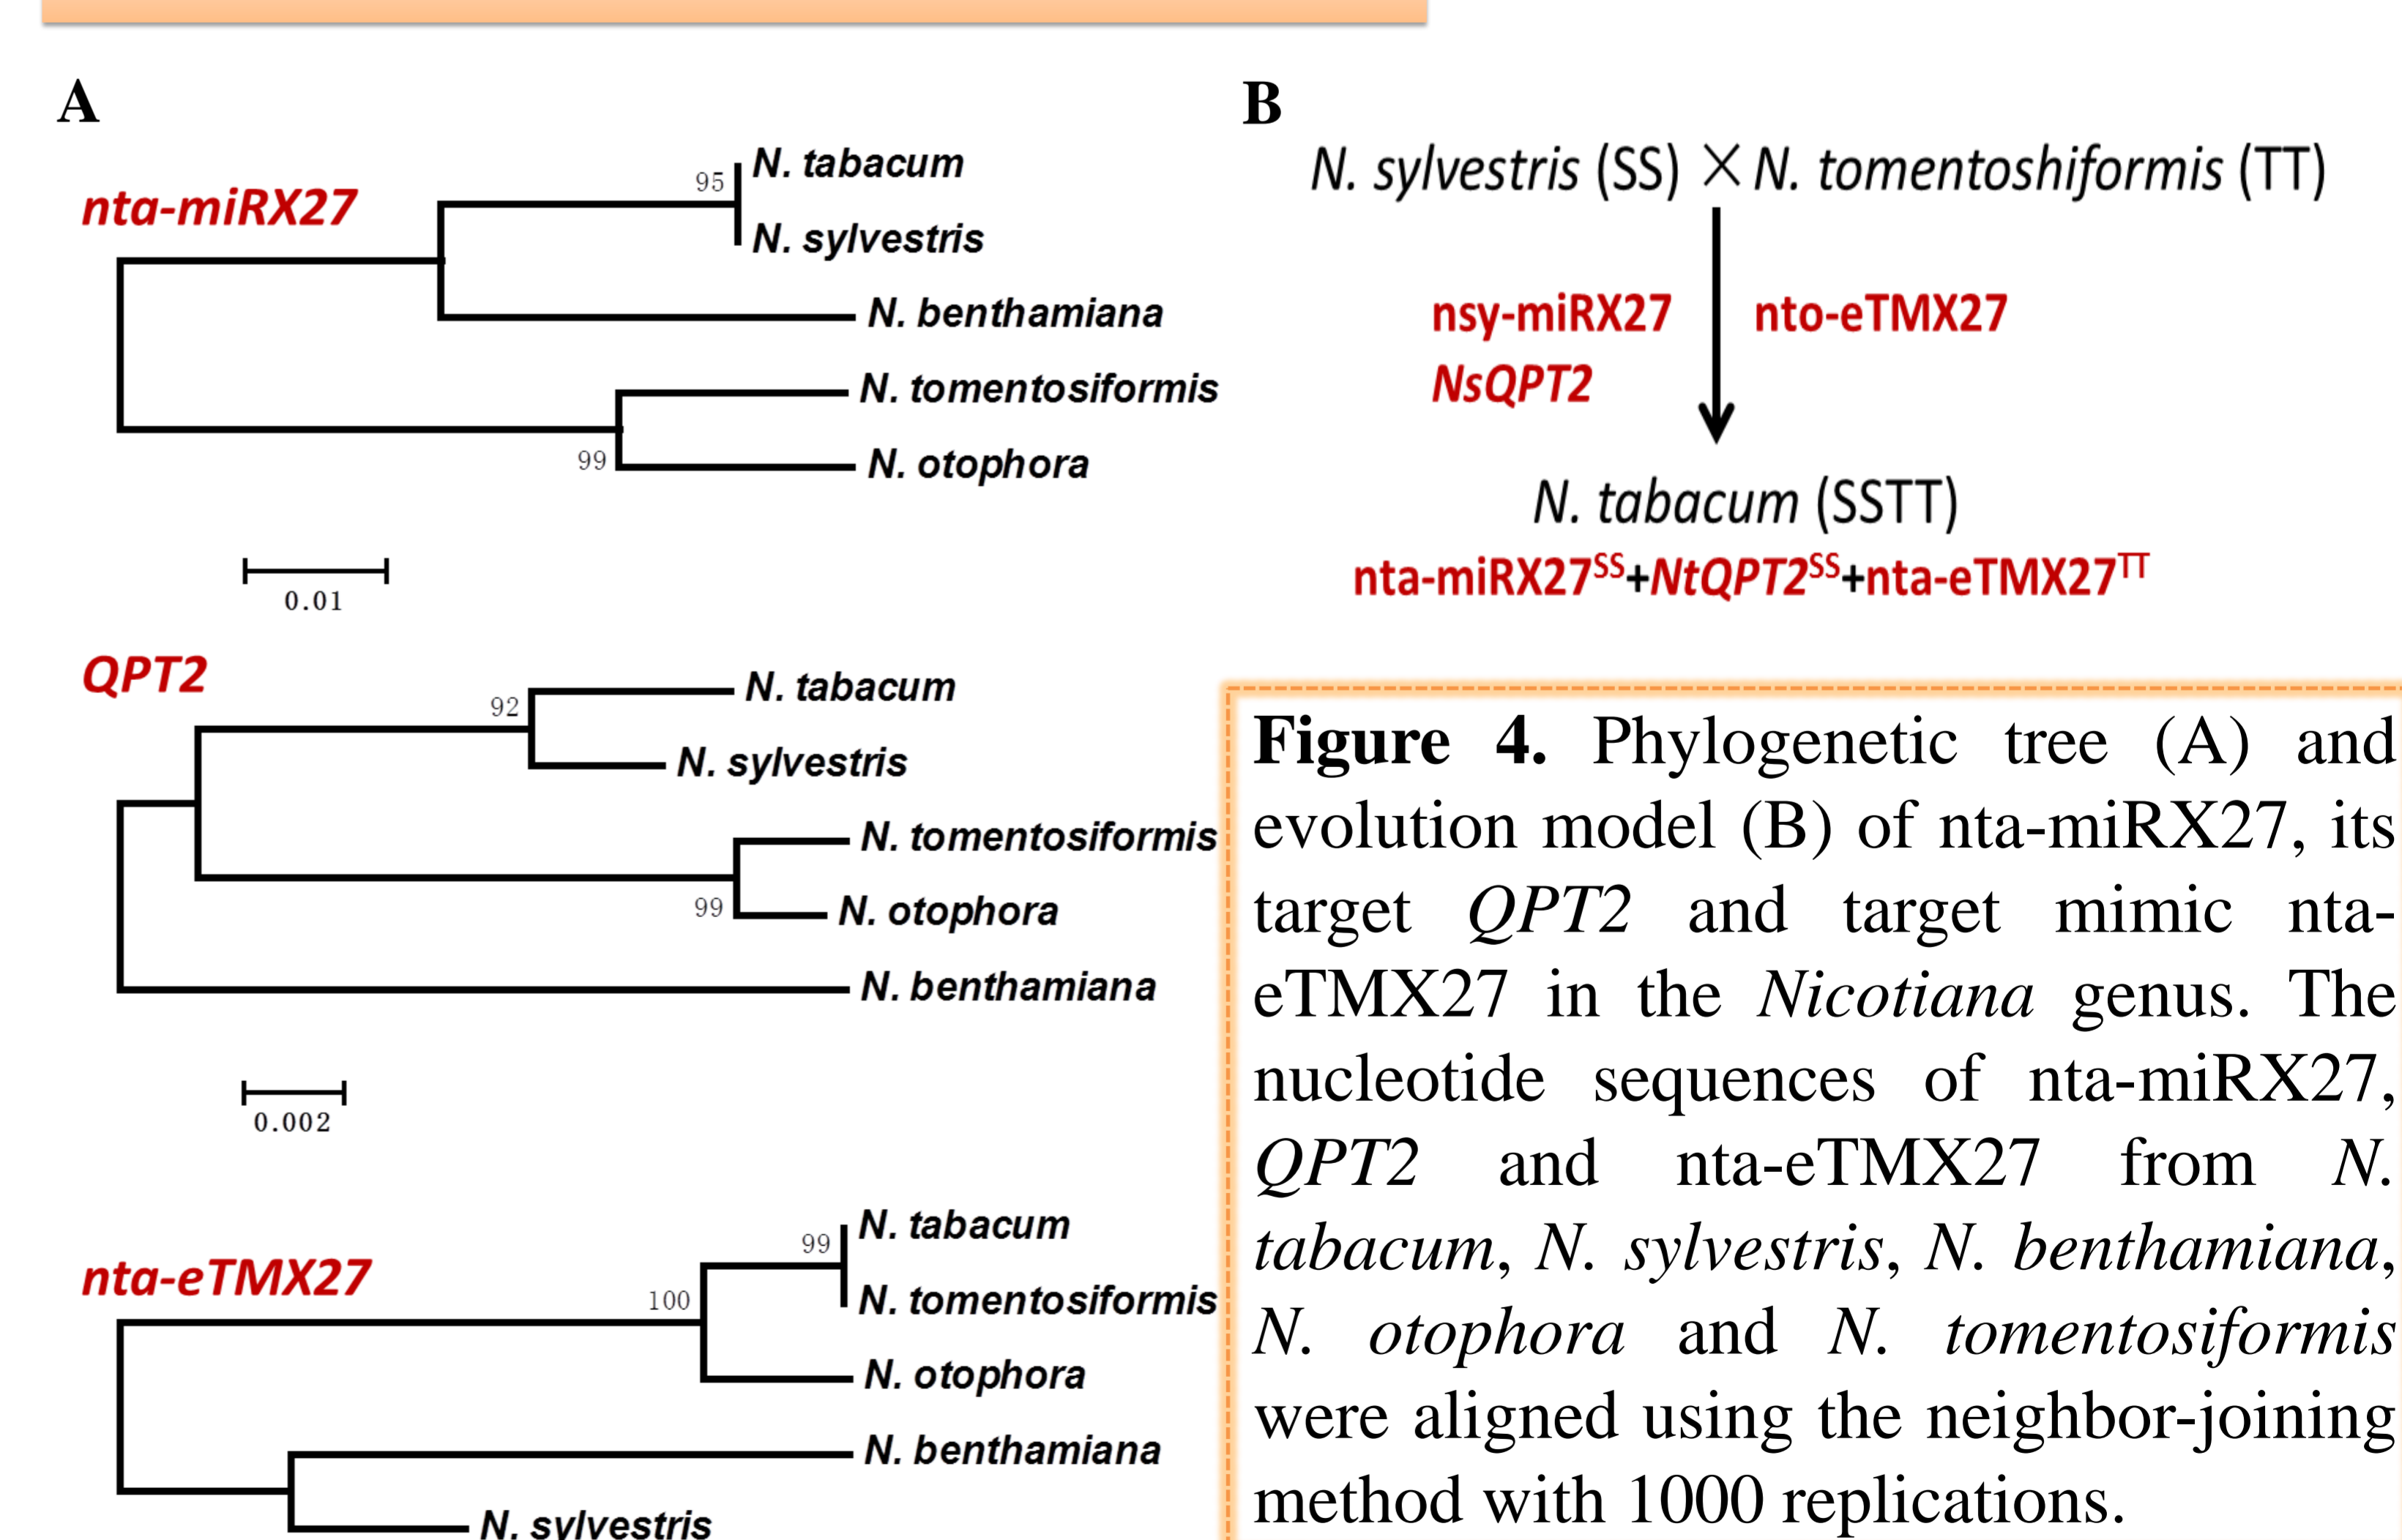 A
nta-miRX27
95
N. tabacum
N. sylvestris
N. benthamiana
N. tomentosiformis
99
N. otophora
0.01
QPT2
92
N. tabacum
N. sylvestris
N. tomentosiformis
99
N. otophora
N. benthamiana
0.002
nta-eTMX27
99
N. tabacum
100
N. tomentosiformis
N. otophora
N. benthamiana
N. sylvestris
B
N. sylvestris (SS) × N. tomentoshiformis (TT)
nsy-miRX27 nto-eTMX27
NsQPT2
N. tabacum (SSTT)
nta-miRX27SS+NtQPT2SS+nta-eTMX27TT
Figure 4. Phylogenetic tree (A) and
evolution model (B) of nta-miRX27, its
target QPT2 and target mimic nta-
eTMX27 in the Nicotiana genus. The
nucleotide sequences of nta-miRX27,
QPT2 and nta-eTMX27 from N.
tabacum, N. sylvestris, N. benthamiana,
N. otophora and N. tomentosiformis
were aligned using the neighbor-joining
method with 1000 replications.